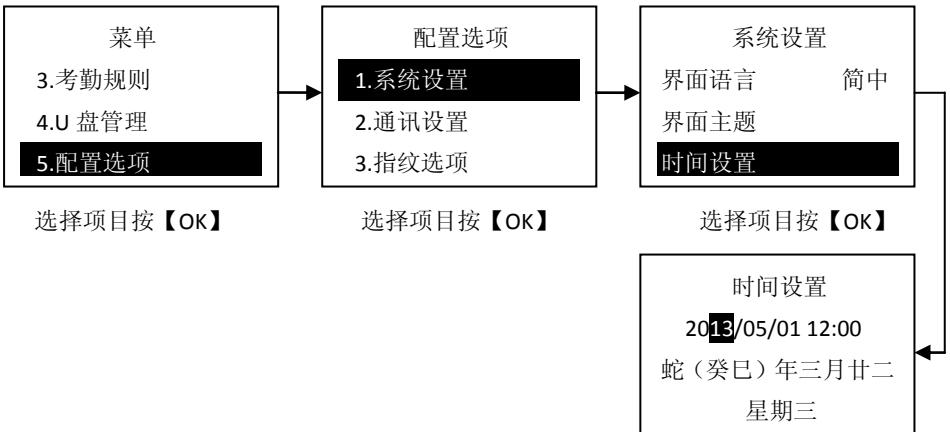 菜单
3.考勤规则
4.U 盘管理
5.配置选项
选择项目按【OK】
配置选项
1.系统设置
2.通讯设置
3.指纹选项
选择项目按【OK】
系统设置
界面语言 简中
界面主题
时间设置
选择项目按【OK】
时间设置
2013/05/01 12:00
蛇（癸巳）年三月廿二
星期三